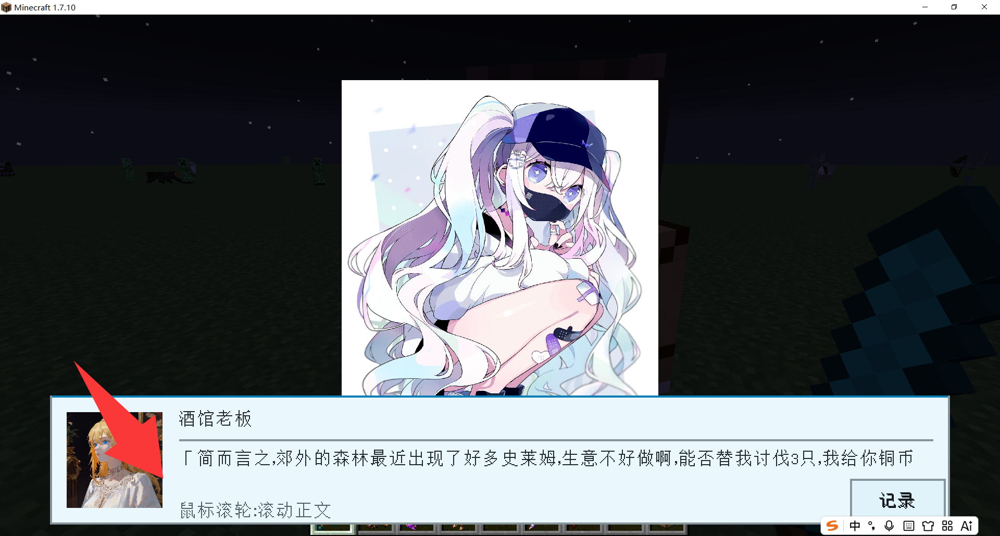 Minecraft 1.7.10
酒馆老板
「简而言之,郊外的森林最近出现了好多史莱姆,生意不好做啊,能否替我讨伐3只,我给你铜币
鼠标滚轮:滚动正文
记录
中